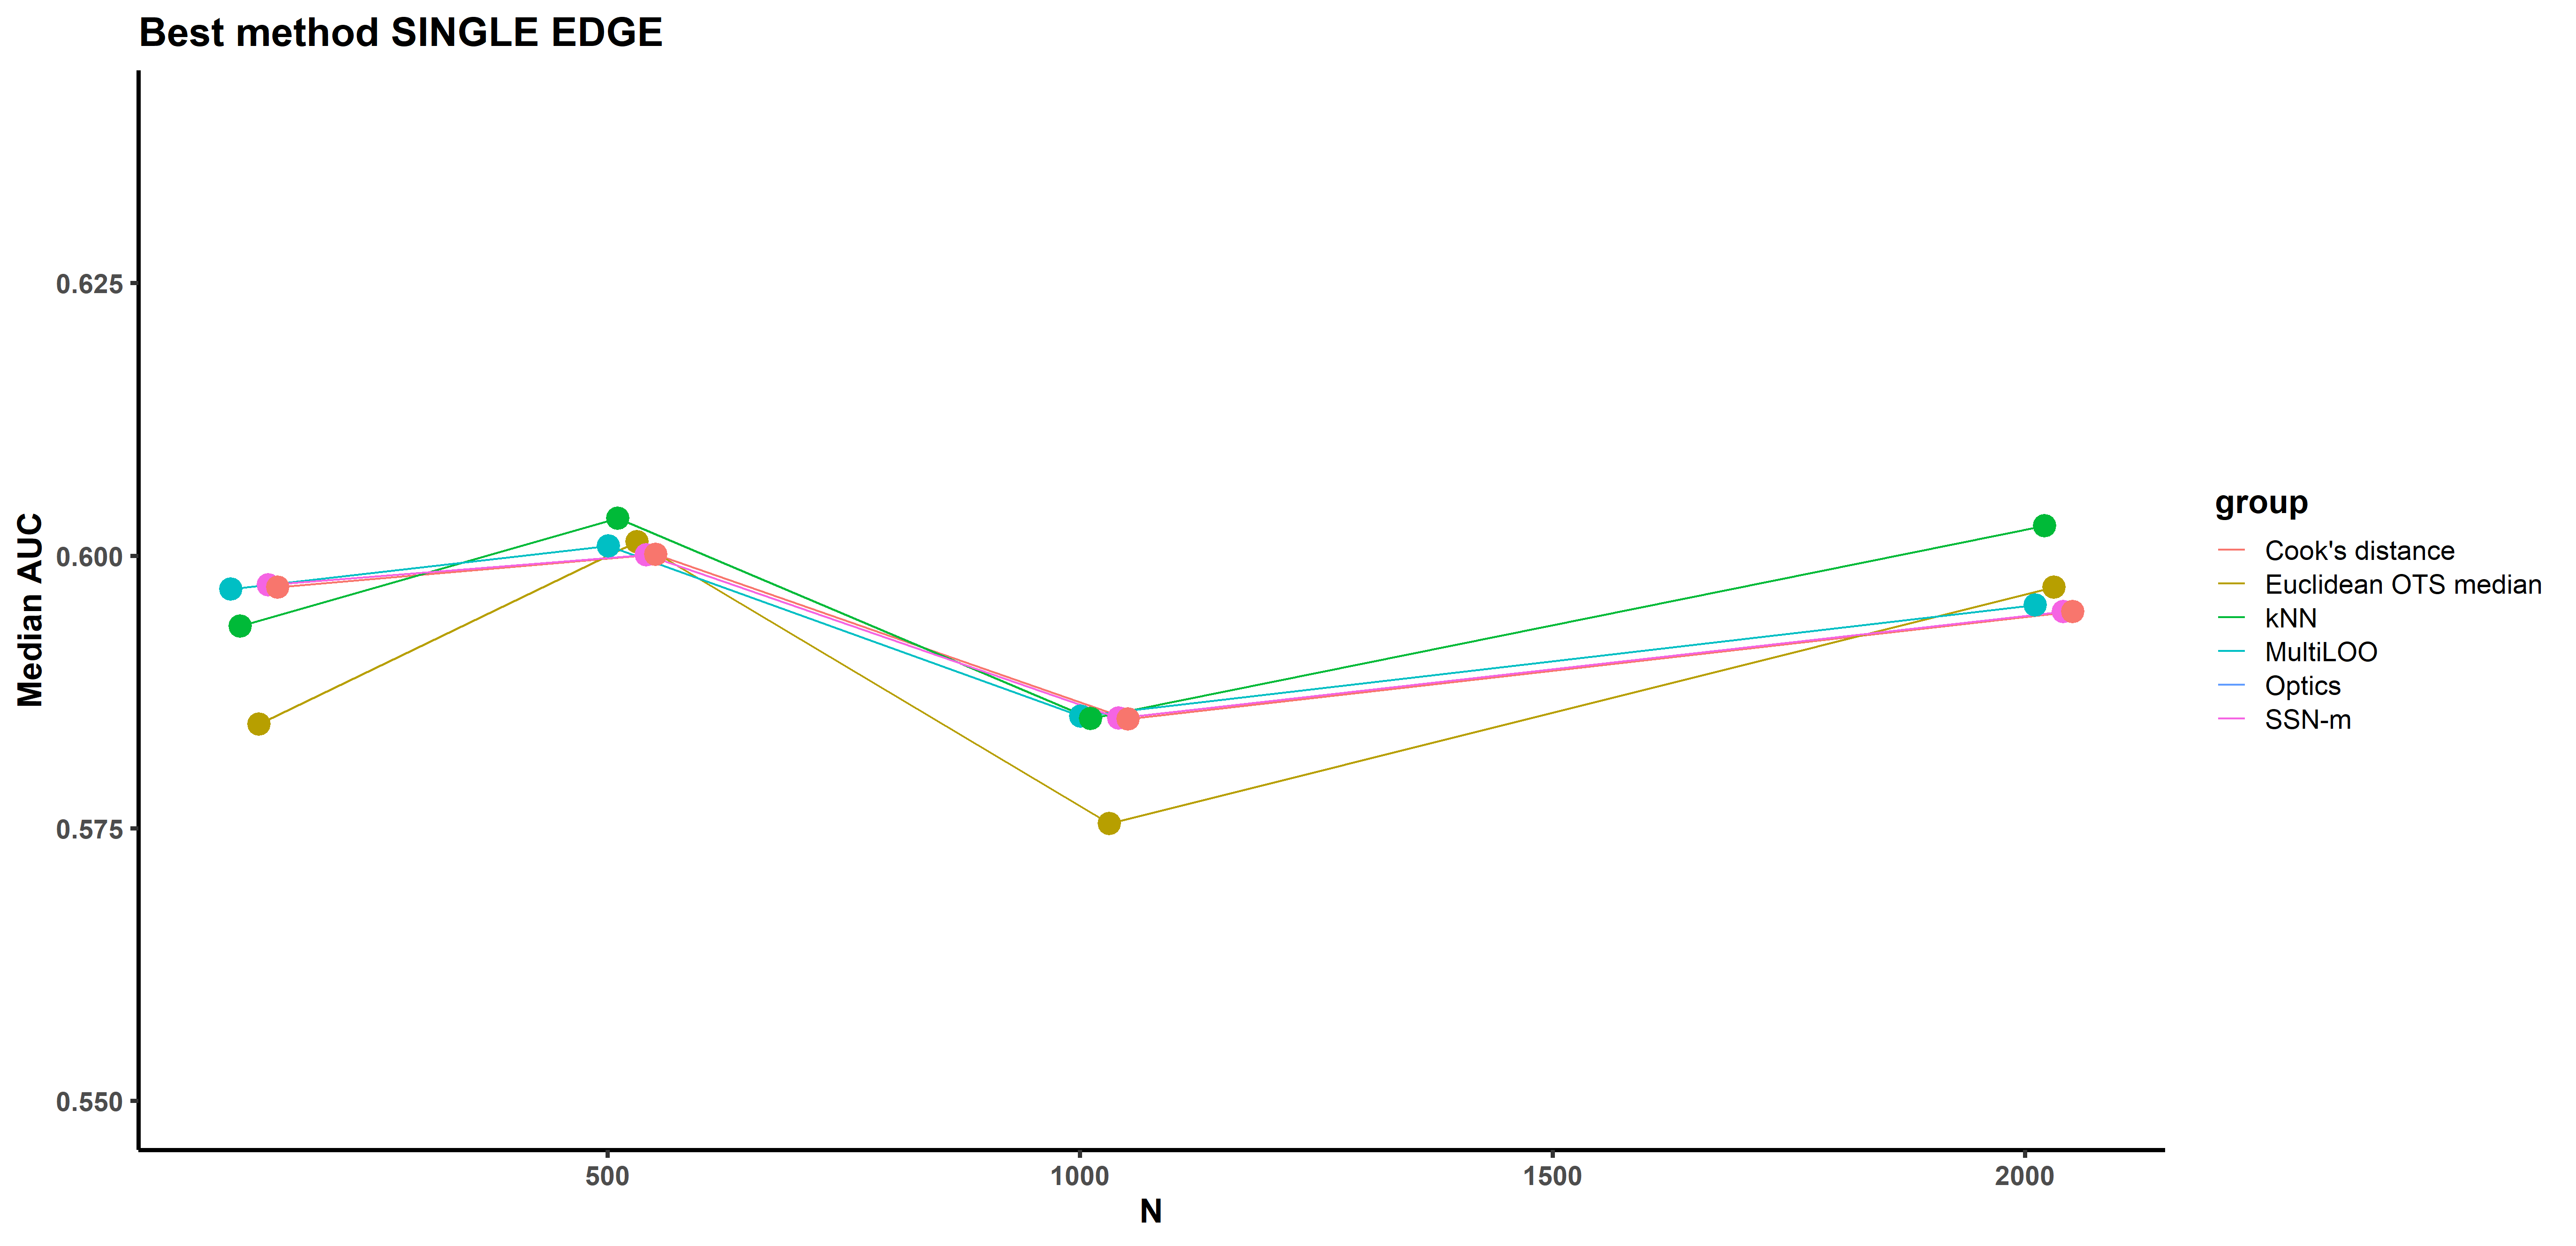 Best method SINGLE EDGE
Median AUC
0.625
0.600
0.575
0.550
500
1000
1500
2000
N
group
Cook's distance
Euclidean OTS median
kNN
MultiLOO
Optics
SSN-m